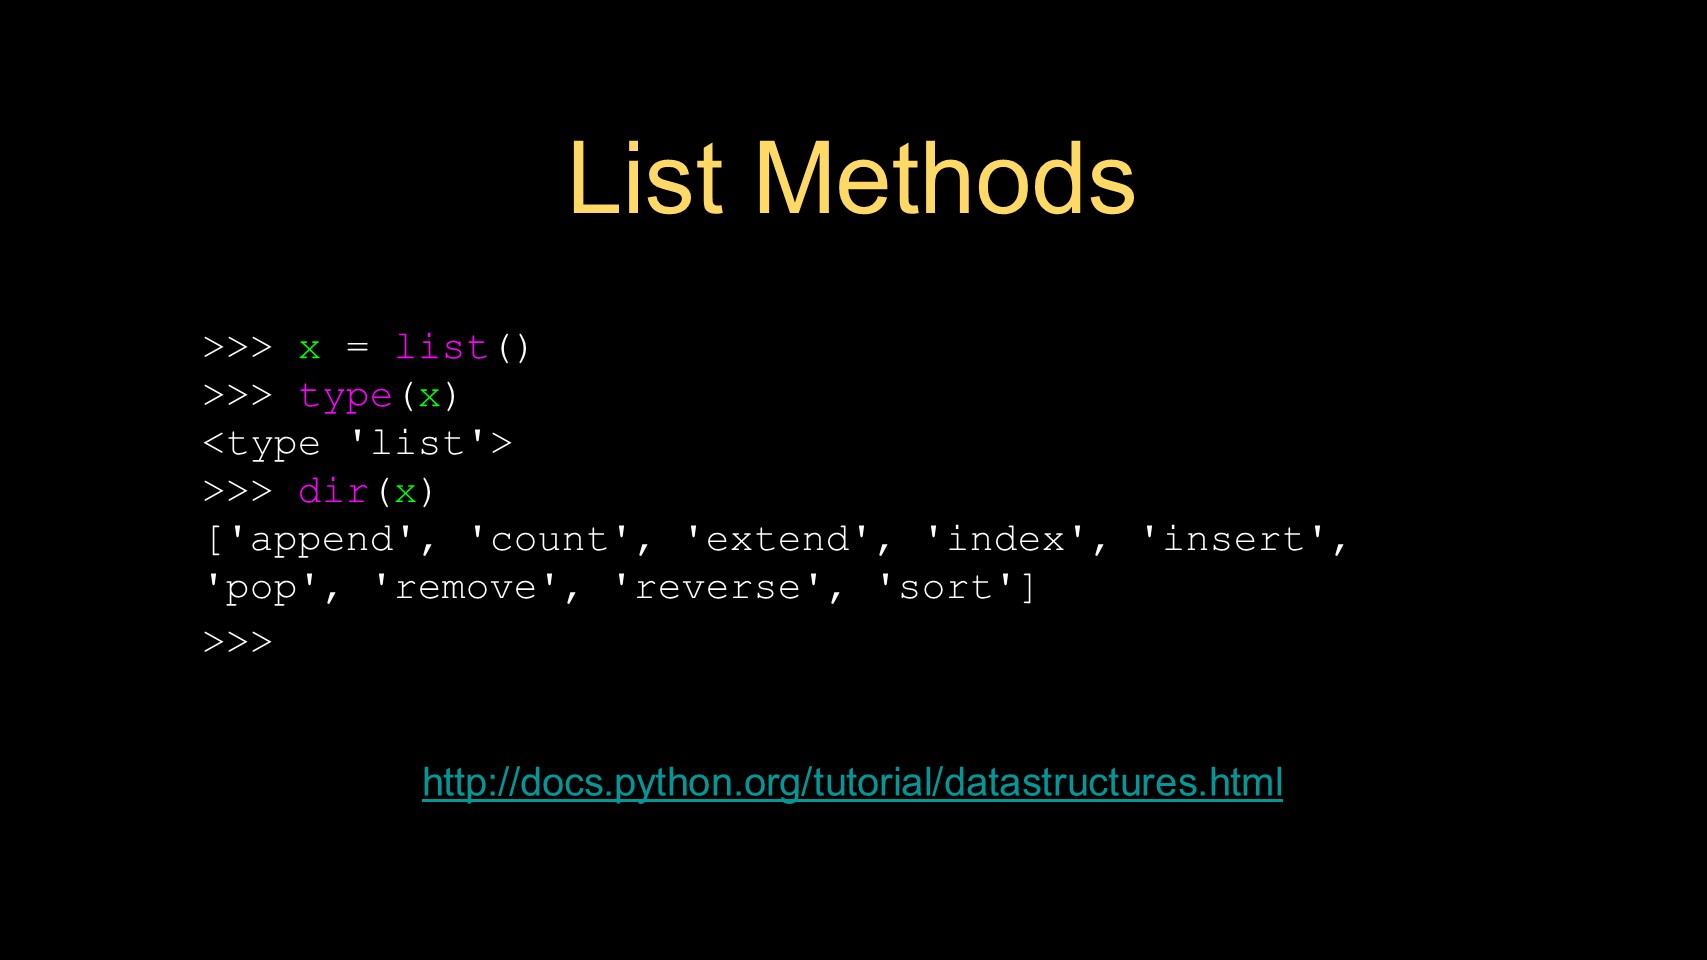 List Methods
>>> x = list()
>>> type(x)
<type 'list'>
>>> dir(x)
['append', 'count', 'extend', 'index', 'insert',
'pop', 'remove', 'reverse', 'sort']
>>>
http://docs.python.org/tutorial/datastructures.html